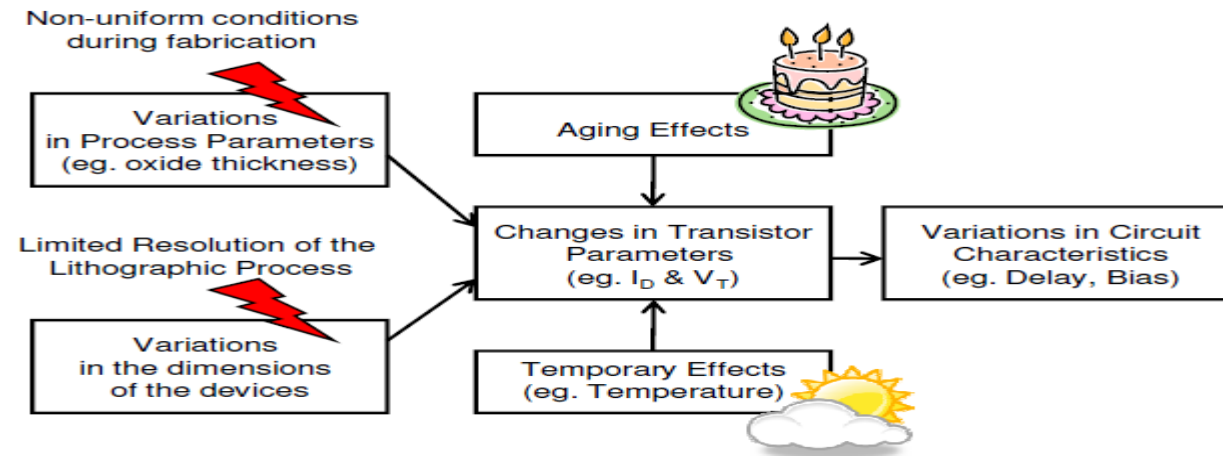 Non-uniform conditions
during fabrication
Variations
in Process Parameters
(eg. oxide thickness)
Aging Effects
Limited Resolution of the
Lithographic Process
Changes in Transistor
Parameters
(eg. I_D & V_T)
Variations in Circuit
Characteristics
(eg. Delay, Bias)
Variations
in the dimensions
of the devices
Temporary Effects
(eg. Temperature)